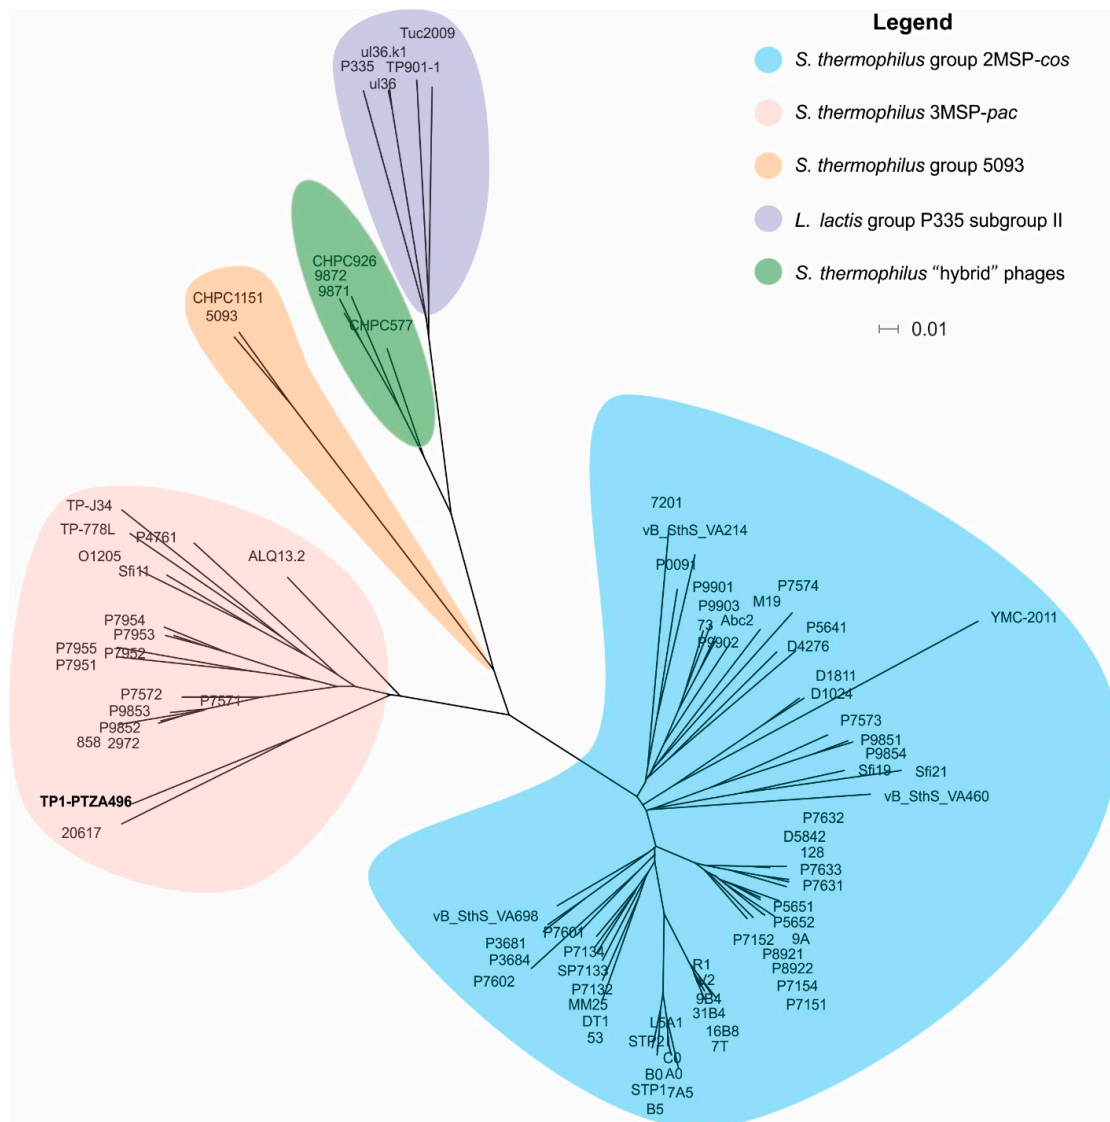 Legend
S. thermophilus group 2MSP-cos
S. thermophilus 3MSP-pac
S. thermophilus group 5093
L. lactis group P335 subgroup II
S. thermophilus “hybrid” phages
0.01
Tuc2009
ul36.k1
P335
TP901-1
ul36
CHPC926
9872
9871
CHPC577
CHPC1151
5093
TP-J34
TP-778L
P4761
O1205
ALQ13.2
Sfi11
P7954
P7953
P7955
P7952
P7951
P7572
P7571
P9853
P9852
858
2972
TP1-PTZA496
20617
7201
vB_SthS_VA214
P0091
P9901
P7574
P9903
M19
73
Abc2
P9902
P5641
D4276
YMC-2011
D1811
D1024
P7573
P9851
P9854
Sfi19
Sfi21
vB_SthS_VA460
P7632
D5842
128
P7633
P7631
P5651
P5652
P7152
9A
P8921
P8922
P7154
P7151
vB_SthS_VA698
P7601
P3681
P7134
P3684
SP7133
P7602
P7132
MM25
DT1
53
R1
V2
9B4
31B4
16B8
7T
L5A1
STP2
C0
B0
A0
STP1
7A5
B5